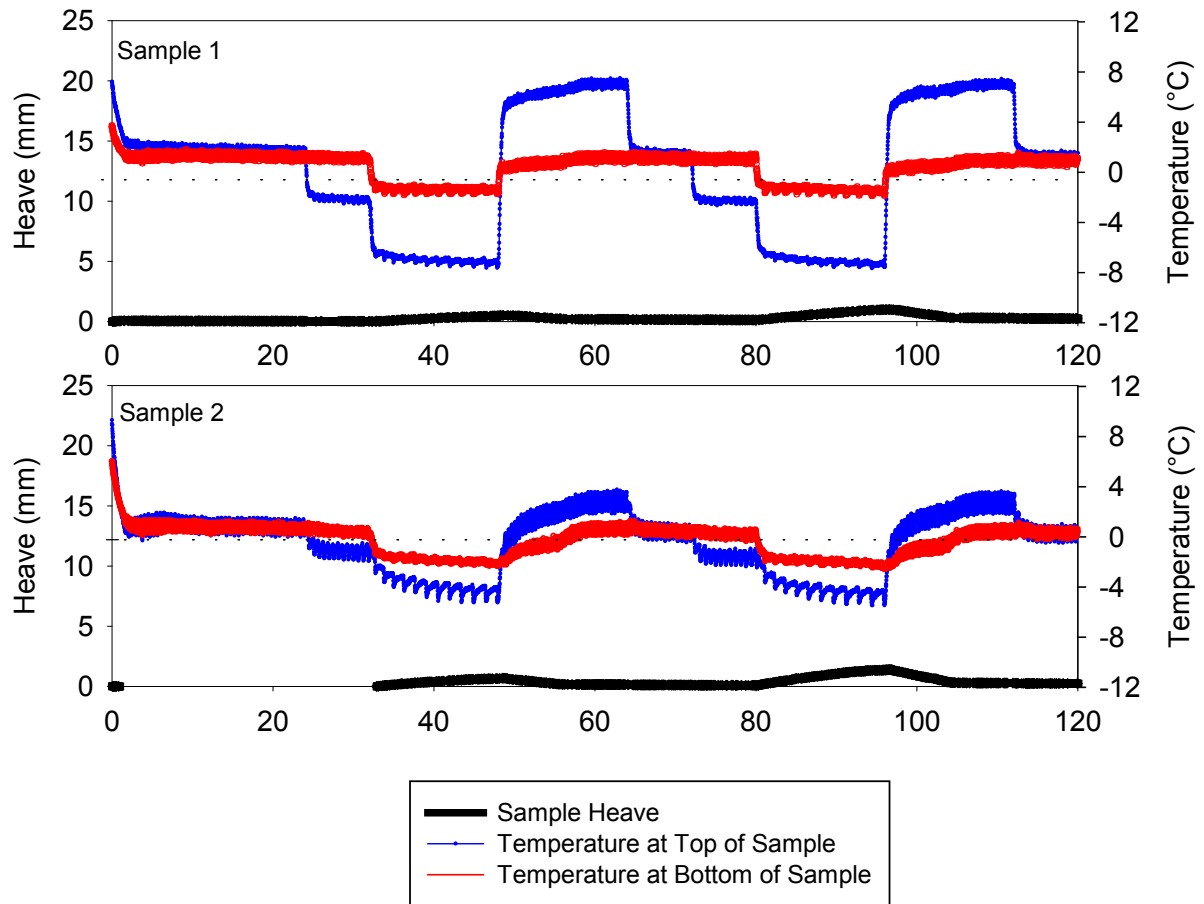 Sample 1
Heave (mm)
25
20
15
10
5
0
12
8
4
0
-4
-8
-12
Temperature (°C)
0 20 40 60 80 100 120
Sample 2
Heave (mm)
25
20
15
10
5
0
12
8
4
0
-4
-8
-12
Temperature (°C)
0 20 40 60 80 100 120
Sample Heave
Temperature at Top of Sample
Temperature at Bottom of Sample